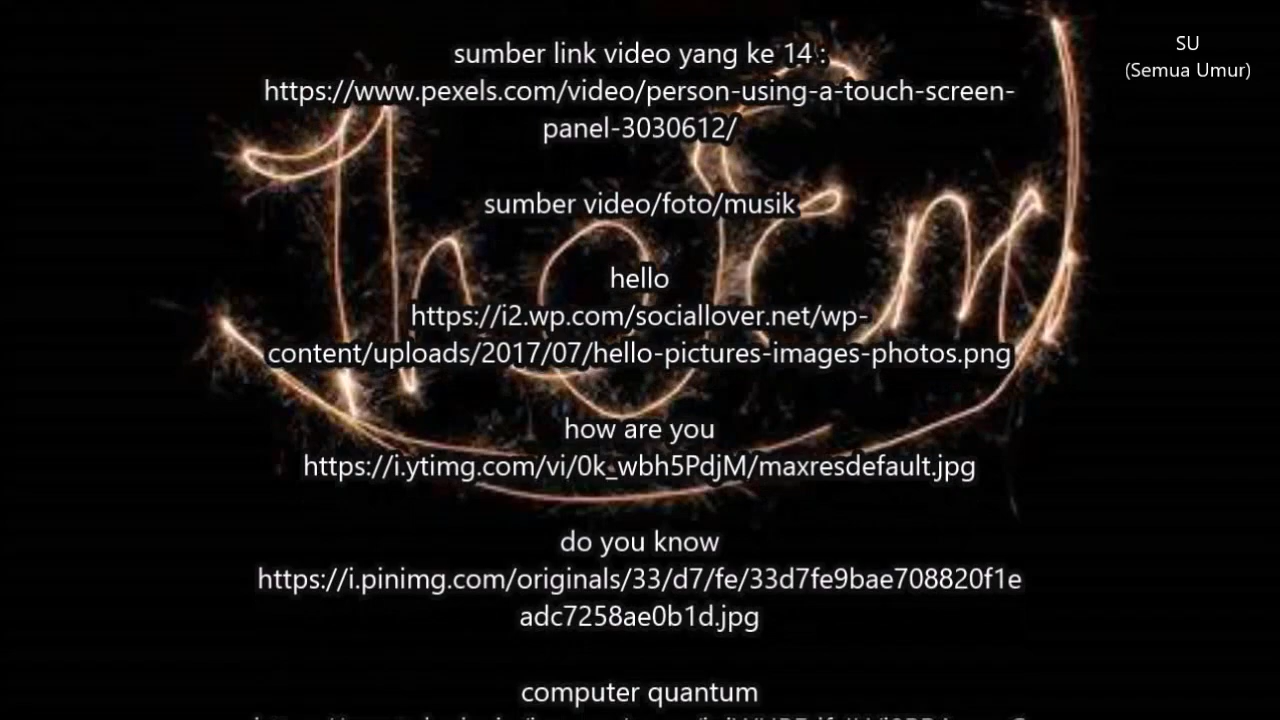 sumber link video yang ke 14 :
https://www.pexels.com/video/person-using-a-touch-screen-
panel-3030612/
SU
(Semua Umur)
sumber video/foto/musik
hello
https://i2.wp.com/sociallover.net/wp-
content/uploads/2017/07/hello-pictures-images-photos.png
how are you
https://i.ytimg.com/vi/0k_wbh5PdjM/maxresdefault.jpg
do you know
https://i.pinimg.com/originals/33/d7/fe/33d7fe9bae708820f1e
adc7258ae0b1d.jpg
computer quantum